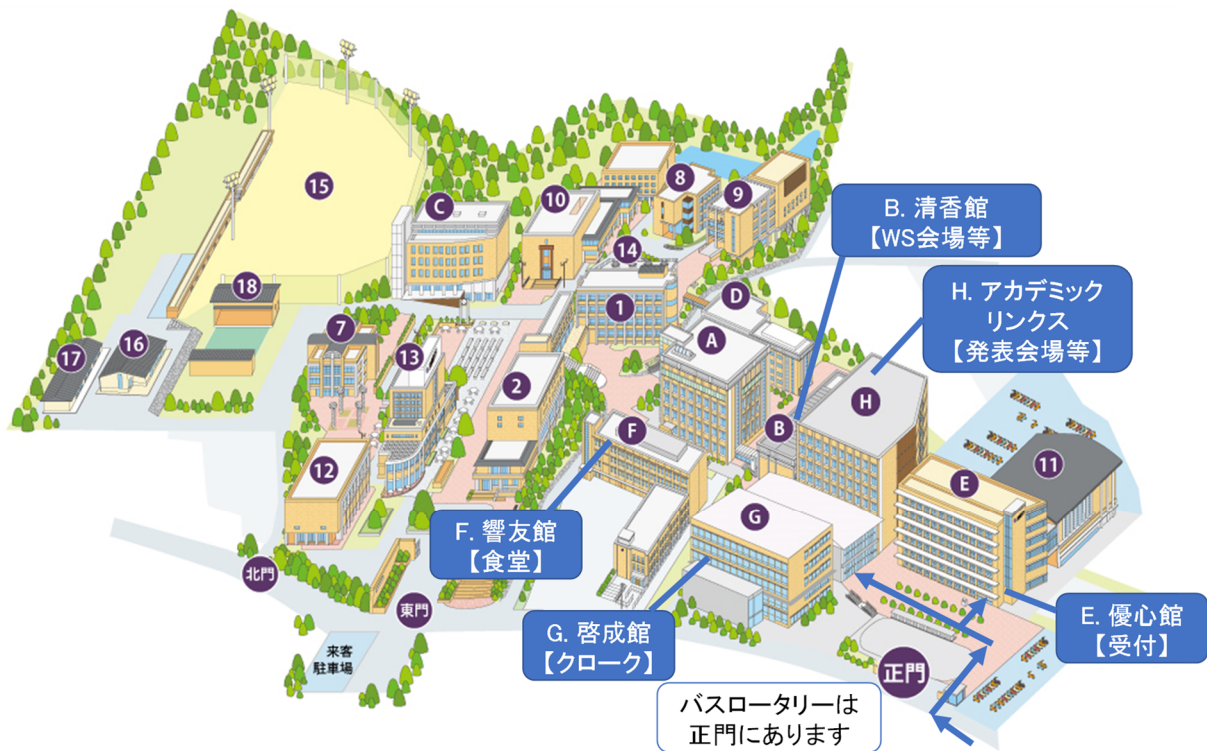 15
C
10
8
9
14
18
1
D
7
13
A
17
16
2
B. 清香館
【WS会場等】
H. アカデミック
リンクス
【発表会場等】
H
B
F
12
11
E
G
F. 響友館
【食堂】
北門
東門
G. 啓成館
【クローク】
E. 優心館
【受付】
来客
駐車場
正門
バスロータリーは
正門にあります